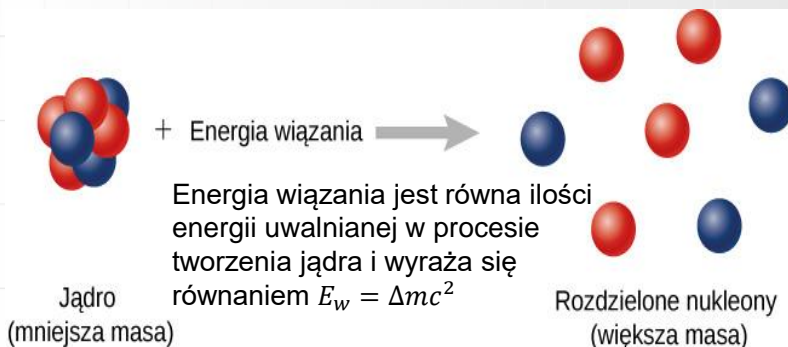 + Energia wiązania
Energia wiązania jest równa ilości
energii uwalnianej w procesie
tworzenia jądra i wyraża się
równaniem $E_w = \Delta mc^2$
Jądro
(mniejsza masa)
Rozdzielone nukleony
(większa masa)